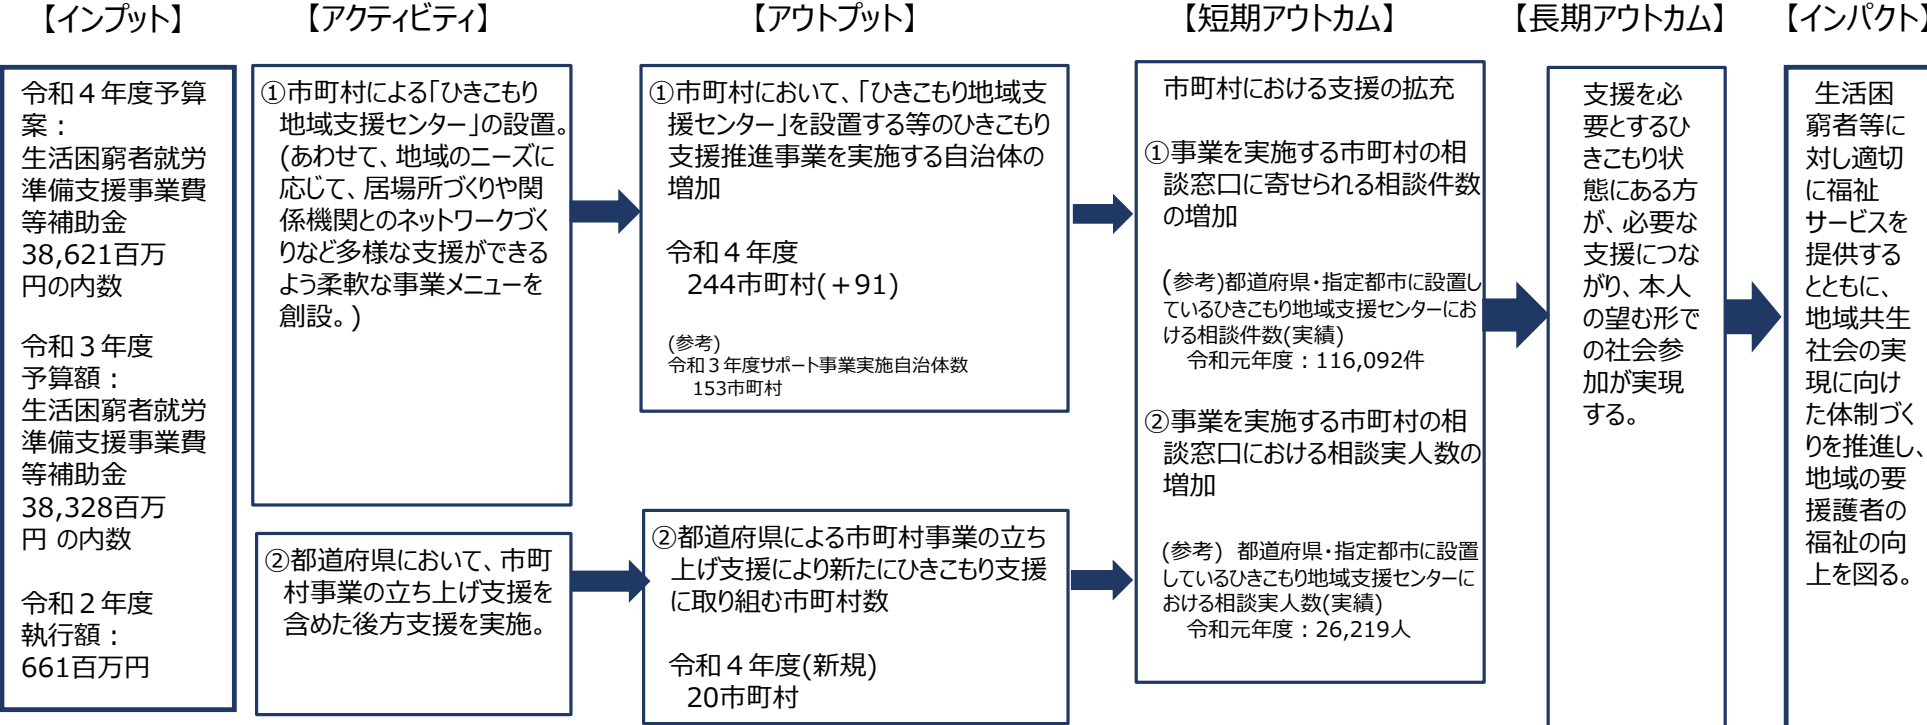 【インプット】
【アクティビティ】
【アウトプット】
【短期アウトカム】
【長期アウトカム】
【インパクト】
令和４年度予算
案：
生活困窮者就労
準備支援事業費
等補助金
38,621百万
円の内数
令和３年度
予算額：
生活困窮者就労
準備支援事業費
等補助金
38,328百万
円 の内数
令和２年度
執行額：
661百万円
①市町村による「ひきこもり
地域支援センター」の設置。
(あわせて、地域のニーズに
応じて、居場所づくりや関
係機関とのネットワークづく
りなど多様な支援ができる
よう柔軟な事業メニューを
創設。)
②都道府県において、市町
村事業の立ち上げ支援を
含めた後方支援を実施。
①市町村において、「ひきこもり地域支
援センター」を設置する等のひきこもり
支援推進事業を実施する自治体の
増加
令和４年度
244市町村(＋91)
(参考)
令和３年度サポート事業実施自治体数
153市町村
②都道府県による市町村事業の立ち
上げ支援により新たにひきこもり支援
に取り組む市町村数
令和４年度(新規)
20市町村
市町村における支援の拡充
①事業を実施する市町村の相
談窓口に寄せられる相談件数
の増加
(参考)都道府県・指定都市に設置し
ているひきこもり地域支援センターにお
ける相談件数(実績)
令和元年度：116,092件
②事業を実施する市町村の相
談窓口における相談実人数の
増加
(参考) 都道府県・指定都市に設置
しているひきこもり地域支援センターに
おける相談実人数(実績)
令和元年度：26,219人
支援を必
要とするひ
きこもり状
態にある方
が、必要な
支援につな
がり、本人
の望む形で
の社会参
加が実現
する。
生活困
窮者等に
対し適切
に福祉
サービスを
提供する
とともに、
地域共生
社会の実
現に向け
た体制づく
りを推進し、
地域の要
援護者の
福祉の向
上を図る。